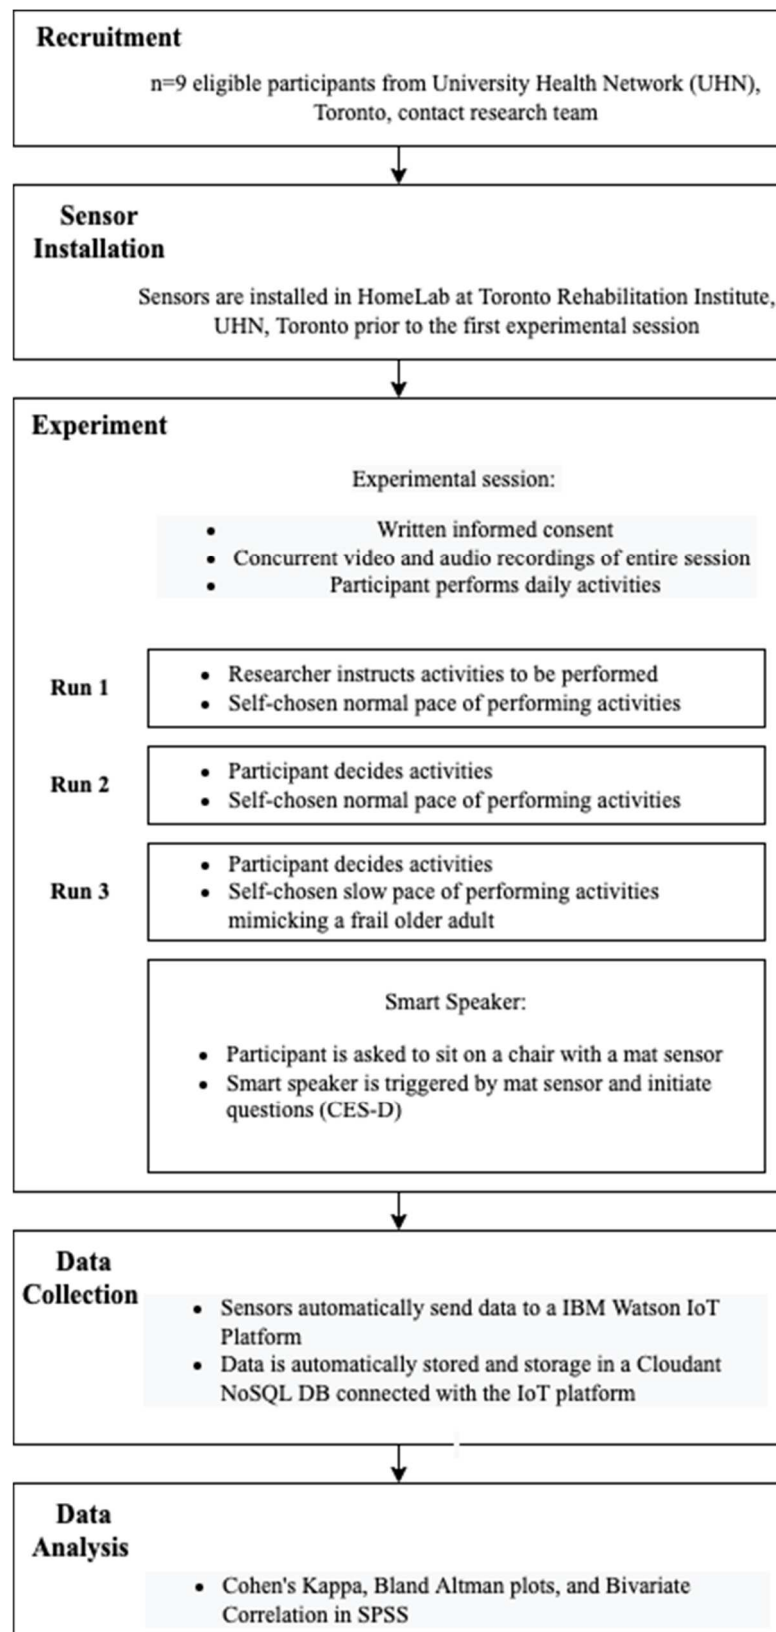 Recruitment
n=9 eligible participants from University Health Network (UHN),
Toronto, contact research team
Sensor
Installation
Sensors are installed in HomeLab at Toronto Rehabilitation Institute,
UHN, Toronto prior to the first experimental session
Experiment
Experimental session:
• Written informed consent
• Concurrent video and audio recordings of entire session
• Participant performs daily activities
Run 1
• Researcher instructs activities to be performed
• Self-chosen normal pace of performing activities
Run 2
• Participant decides activities
• Self-chosen normal pace of performing activities
Run 3
• Participant decides activities
• Self-chosen slow pace of performing activities
mimicking a frail older adult
Smart Speaker:
• Participant is asked to sit on a chair with a mat sensor
• Smart speaker is triggered by mat sensor and initiate
questions (CES-D)
Data
Collection
• Sensors automatically send data to a IBM Watson IoT
Platform
• Data is automatically stored and storage in a Cloudant
NoSQL DB connected with the IoT platform
Data
Analysis
• Cohen's Kappa, Bland Altman plots, and Bivariate
Correlation in SPSS